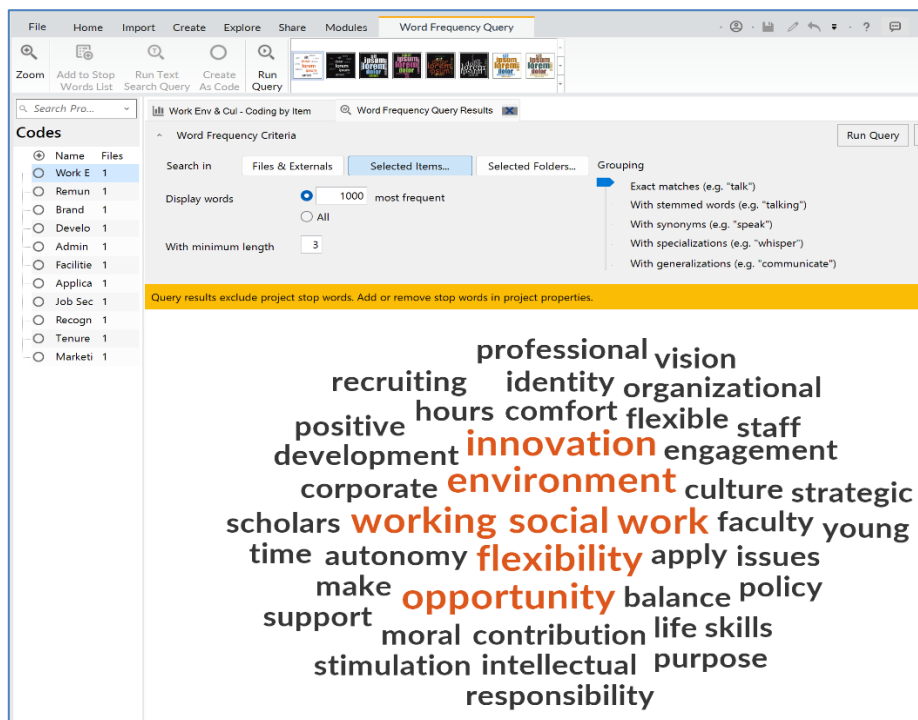 File Home Import Create Explore Share Modules Word Frequency Query
Zoom Add to Stop Words List Run Text Search Query Create As Code Run Query
Search Pro...
Work Env & Cul - Coding by Item Word Frequency Query Results
Codes
Name Files
Work E 1
Remun 1
Brand 1
Develo 1
Admin 1
Facilitie 1
Applica 1
Job Sec 1
Recogn 1
Tenure 1
Marketi 1
Word Frequency Criteria Run Query
Search in Files & Externals Selected Items... Selected Folders... Grouping
Display words 1000 most frequent
All
With minimum length 3
Exact matches (e.g. "talk")
With stemmed words (e.g. "talking")
With synonyms (e.g. "speak")
With specializations (e.g. "whisper")
With generalizations (e.g. "communicate")
Query results exclude project stop words. Add or remove stop words in project properties.
professional vision
recruiting identity organizational
positive hours comfort flexible staff
development innovation engagement
corporate environment culture strategic
scholars working social work faculty young
time autonomy flexibility apply issues
make opportunity balance policy
support moral contribution life skills
stimulation intellectual purpose
responsibility